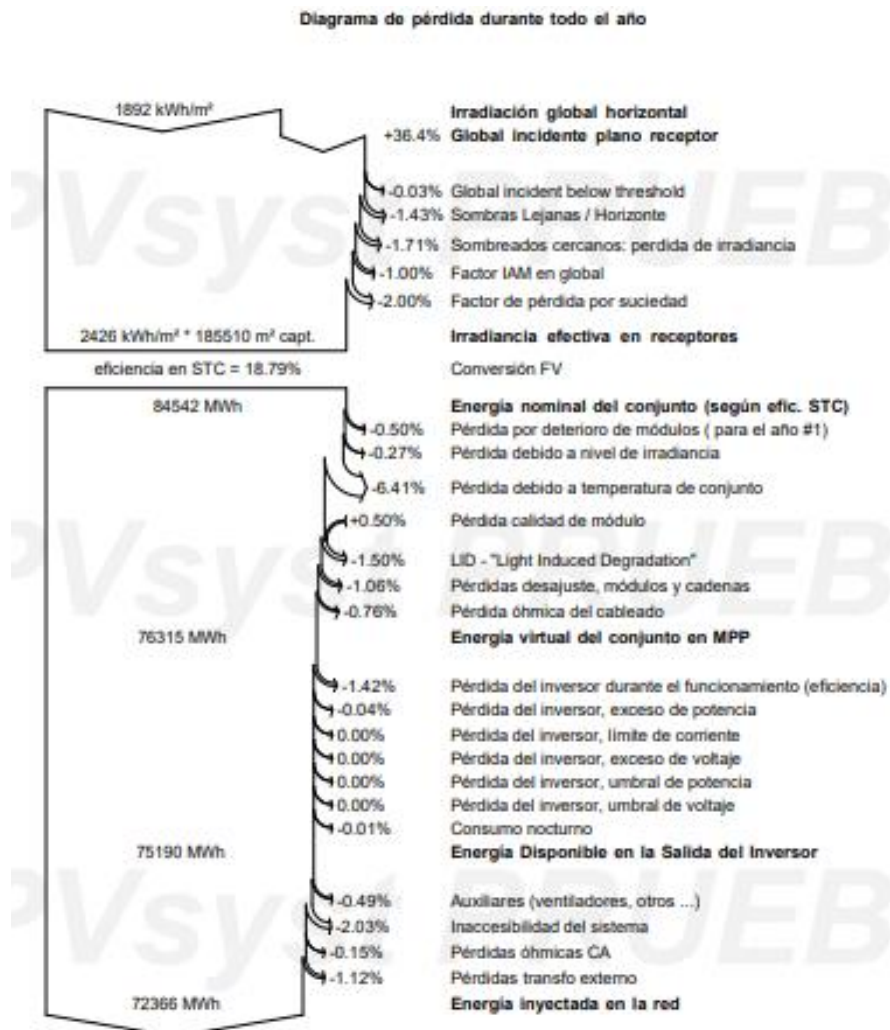 Diagrama de pérdida durante todo el año
1892 kWh/m² Irradiación global horizontal
+36.4% Global incidente plano receptor
-0.03% Global incident below threshold
-1.43% Sombras Lejanas / Horizonte
-1.71% Sombreados cercanos: perdida de irradiancia
-1.00% Factor IAM en global
-2.00% Factor de pérdida por suciedad
2426 kWh/m² * 185510 m² capt. Irradiancia efectiva en receptores
eficiencia en STC = 18.79% Conversión FV
84542 MWh Energía nominal del conjunto (según efic. STC)
-0.50% Pérdida por deterioro de módulos ( para el año #1)
-0.27% Pérdida debido a nivel de irradiancia
-6.41% Pérdida debido a temperatura de conjunto
+0.50% Pérdida calidad de módulo
-1.50% LID - "Light Induced Degradation"
-1.06% Pérdidas desajuste, módulos y cadenas
-0.76% Pérdida óhmica del cableado
76315 MWh Energía virtual del conjunto en MPP
-1.42% Pérdida del inversor durante el funcionamiento (eficiencia)
-0.04% Pérdida del inversor, exceso de potencia
0.00% Pérdida del inversor, límite de corriente
0.00% Pérdida del inversor, exceso de voltaje
0.00% Pérdida del inversor, umbral de potencia
0.00% Pérdida del inversor, umbral de voltaje
-0.01% Consumo nocturno
75190 MWh Energía Disponible en la Salida del Inversor
-0.49% Auxiliares (ventiladores, otros ...)
-2.03% Inaccesibilidad del sistema
-0.15% Pérdidas óhmicas CA
-1.12% Pérdidas transfo externo
72366 MWh Energía inyectada en la red
PVsyst PRUEB
PVsyst PRUEB
PVsyst PRUEB